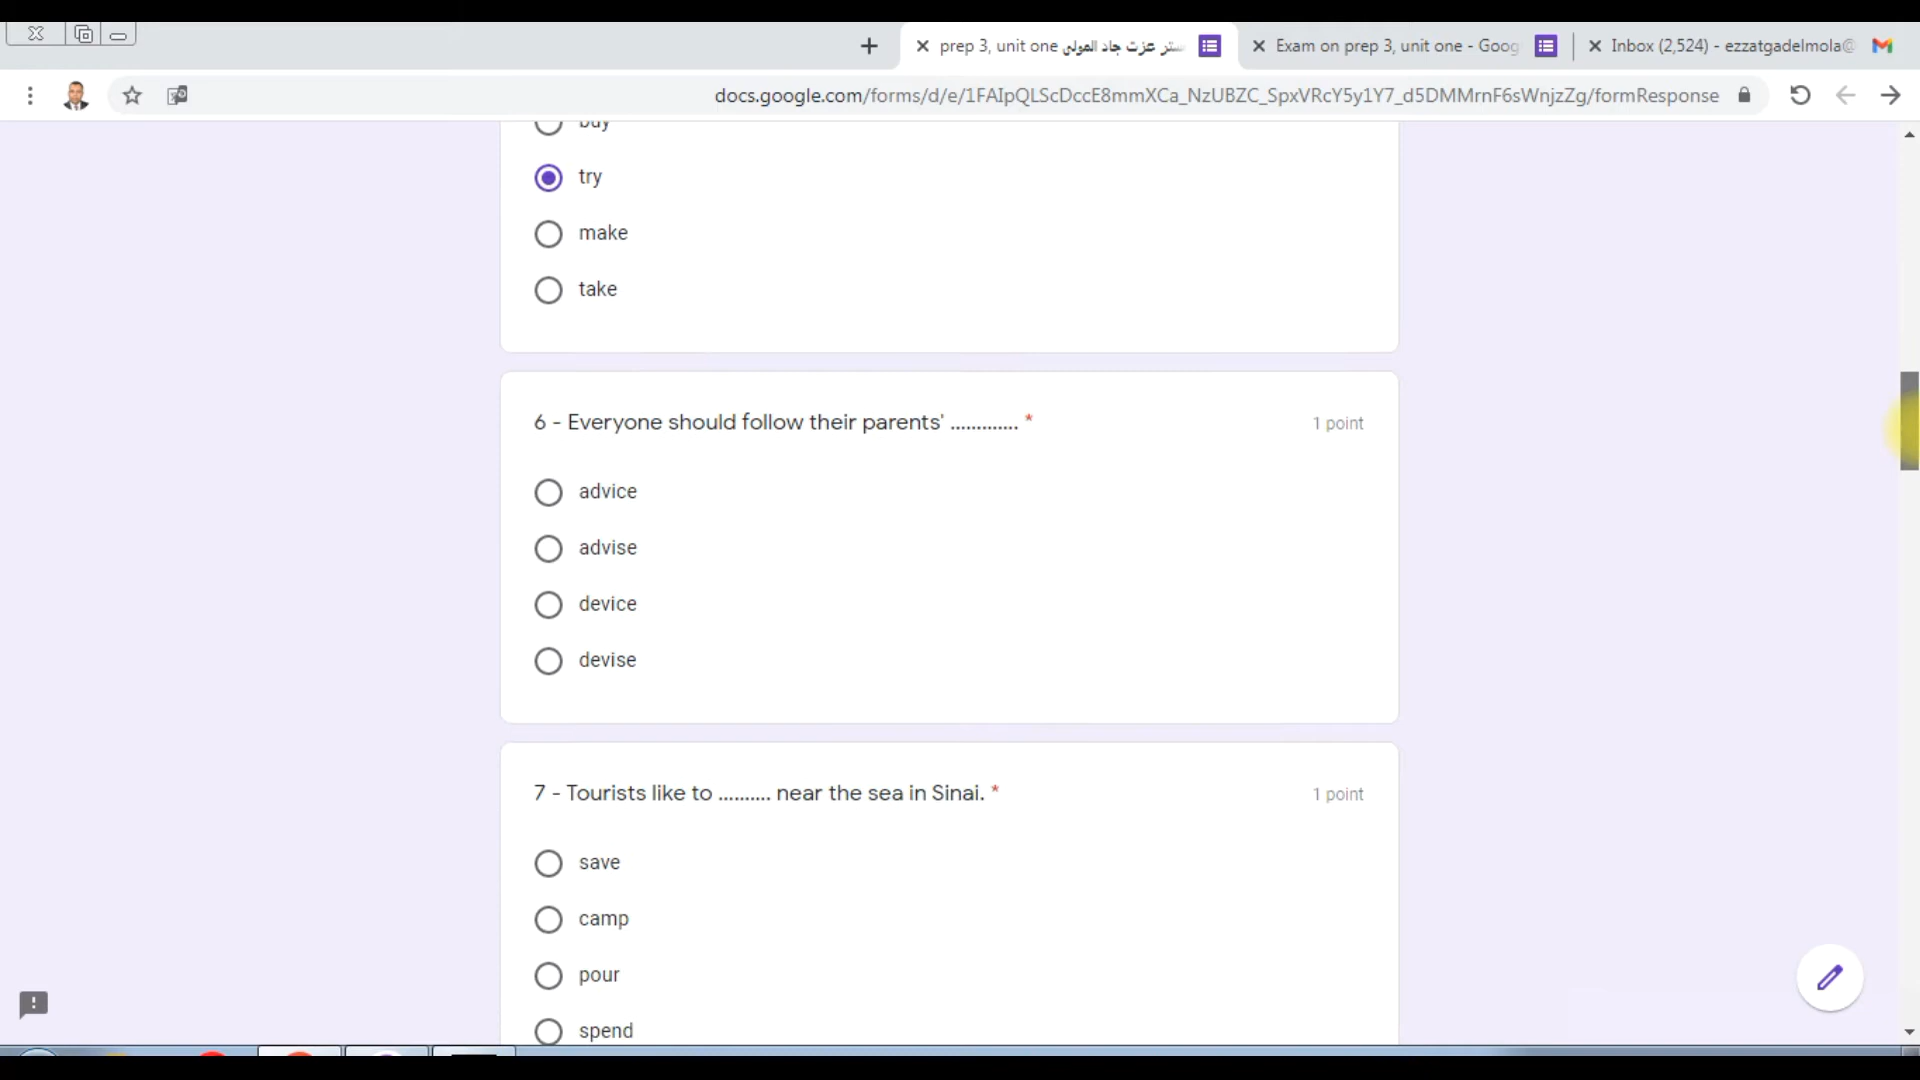 prep 3, unit one ستر عزت جاد المولى
Exam on prep 3, unit one - Goog
Inbox (2,524) - ezzatgadelmola@
docs.google.com/forms/d/e/1FAIpQLScDccE8mmXCa_NzUBZC_SpxVRcY5y1Y7_d5DMMrnF6sWnjzZg/formResponse
buy
try
make
take
6 - Everyone should follow their parents' ............. *
1 point
advice
advise
device
devise
7 - Tourists like to .......... near the sea in Sinai. *
1 point
save
camp
pour
spend